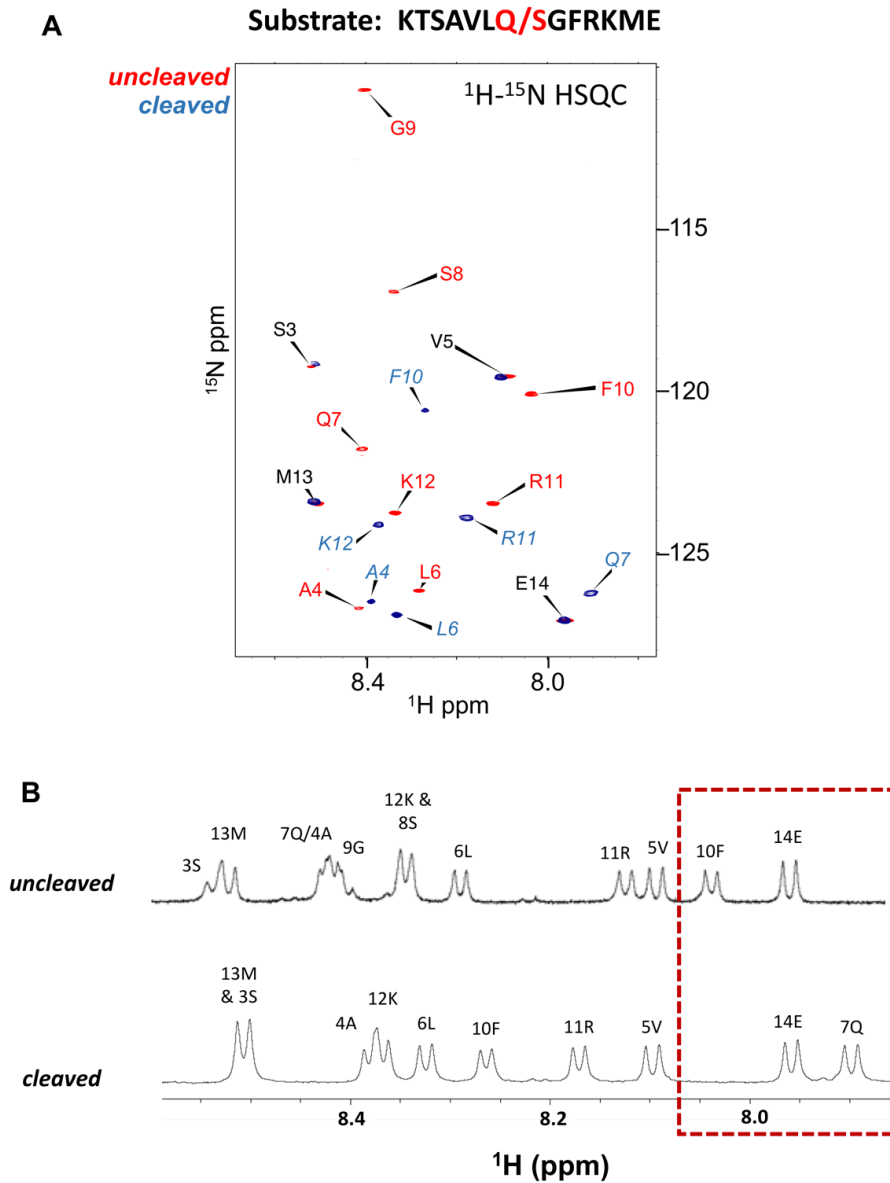 A
Substrate: KTSAVLQ/SGFRKME
uncleaved
cleaved
¹H-¹⁵N HSQC
G9
115
S8
S3
V5
¹⁵N ppm
F10
F10
120
Q7
M13
K12
R11
K12
R11
125
A4
A4
L6
E14
Q7
L6
8.4
8.0
¹H ppm
B
uncleaved
3S
13M
7Q/4A
9G
12K &
8S
6L
11R
5V
10F
14E
cleaved
13M
& 3S
4A
12K
6L
10F
11R
5V
14E
7Q
8.4
8.2
8.0
¹H (ppm)